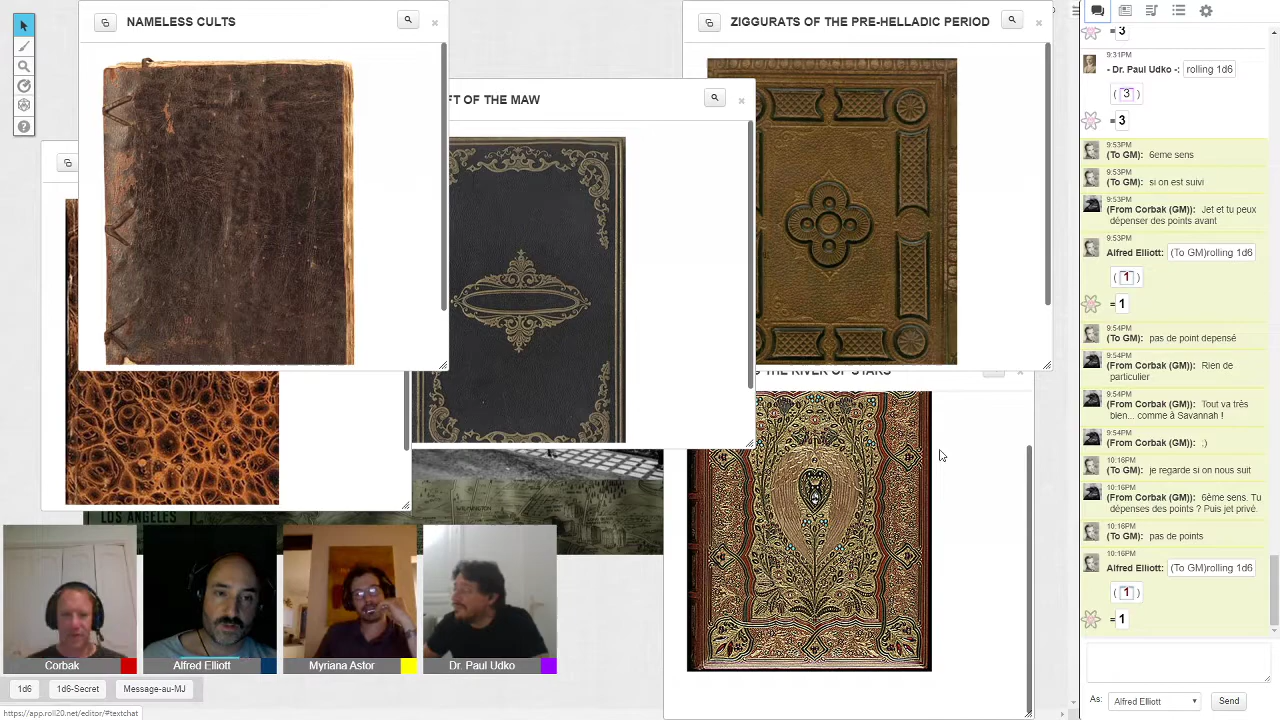 NAMELESS CULTS
ZIGGURATS OF THE PRE-HELLADIC PERIOD
FT OF THE MAW
THE RIVER OF STARS
LOS ANGELES
WILMINGTON
Corbak
Alfred Elliott
Myriana Astor
Dr. Paul Udko
1d6
1d6-Secret
Message-au-MJ
https://app.roll20.net/editor/#textchat
= 3
9:31PM
- Dr. Paul Udko -: rolling 1d6
( 3 )
= 3
9:53PM
(To GM): 6eme sens
9:53PM
(To GM): si on est suivi
9:53PM
(From Corbak (GM)): Jet et tu peux
dépenser des points avant
9:53PM
Alfred Elliott: (To GM)rolling 1d6
( 1 )
= 1
9:54PM
(To GM): pas de point depensé
9:54PM
(From Corbak (GM)): Rien de
particulier
9:54PM
(From Corbak (GM)): Tout va très
bien... comme à Savannah !
9:54PM
(From Corbak (GM)): ;)
10:16PM
(To GM): je regarde si on nous suit
10:16PM
(From Corbak (GM)): 6ème sens. Tu
dépenses des points ? Puis jet privé.
10:16PM
(To GM): pas de points
10:16PM
Alfred Elliott: (To GM)rolling 1d6
( 1 )
= 1
As: Alfred Elliott
Send